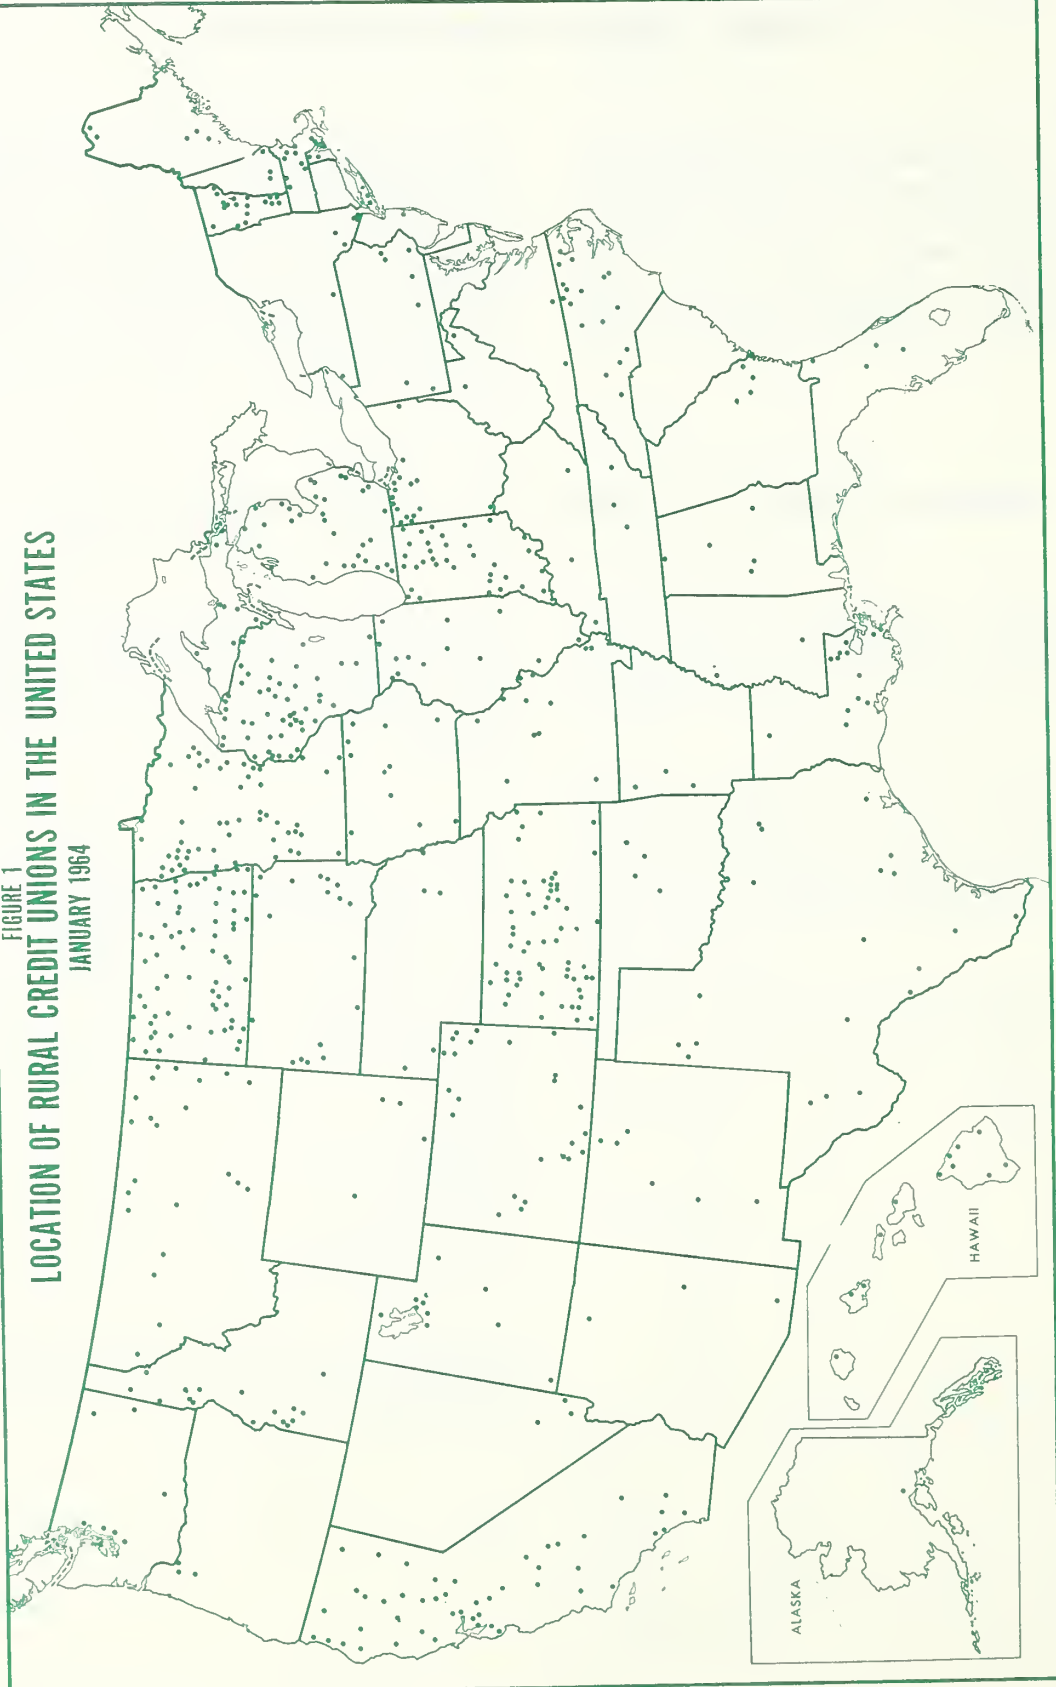 FIGURE 1
LOCATION OF RURAL CREDIT UNIONS IN THE UNITED STATES
JANUARY 1964
HAWAII
ALASKA